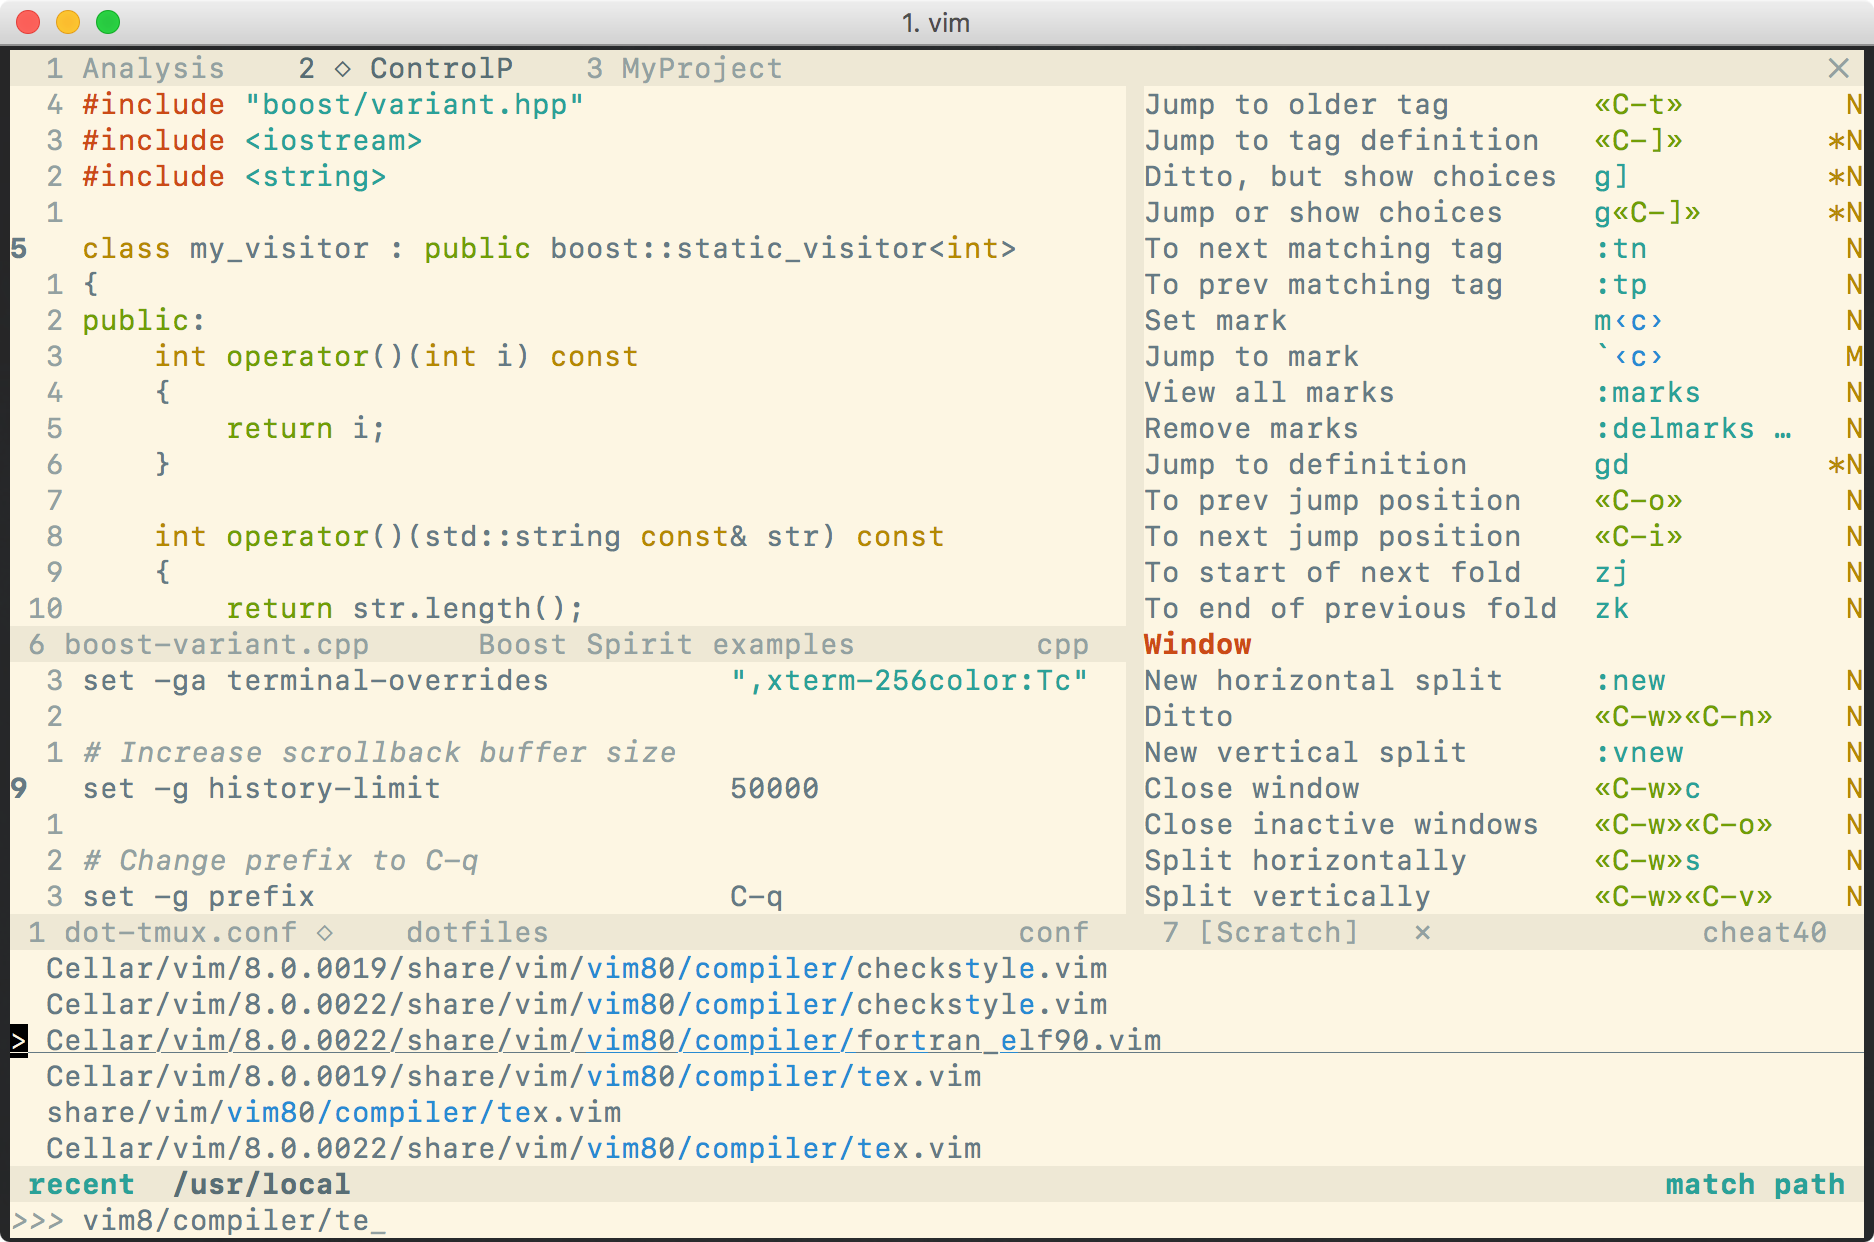 1. vim
1 Analysis 2 ◇ ControlP 3 MyProject ×
4 #include "boost/variant.hpp"
3 #include <iostream>
2 #include <string>
1
5 class my_visitor : public boost::static_visitor<int>
1 {
2 public:
3 int operator()(int i) const
4 {
5 return i;
6 }
7
8 int operator()(std::string const& str) const
9 {
10 return str.length();
6 boost-variant.cpp Boost Spirit examples cpp
3 set -ga terminal-overrides ",xterm-256color:Tc"
2
1 # Increase scrollback buffer size
9 set -g history-limit 50000
1
2 # Change prefix to C-q
3 set -g prefix C-q
1 dot-tmux.conf ◇ dotfiles conf
Jump to older tag «C-t» N
Jump to tag definition «C-]» *N
Ditto, but show choices g] *N
Jump or show choices g«C-]» *N
To next matching tag :tn N
To prev matching tag :tp N
Set mark m‹c› N
Jump to mark `‹c› M
View all marks :marks N
Remove marks :delmarks … N
Jump to definition gd *N
To prev jump position «C-o» N
To next jump position «C-i» N
To start of next fold zj N
To end of previous fold zk N
Window
New horizontal split :new N
Ditto «C-w»«C-n» N
New vertical split :vnew N
Close window «C-w»c N
Close inactive windows «C-w»«C-o» N
Split horizontally «C-w»s N
Split vertically «C-w»«C-v» N
7 [Scratch] × cheat40
Cellar/vim/8.0.0019/share/vim/vim80/compiler/checkstyle.vim
Cellar/vim/8.0.0022/share/vim/vim80/compiler/checkstyle.vim
> Cellar/vim/8.0.0022/share/vim/vim80/compiler/fortran_elf90.vim
Cellar/vim/8.0.0019/share/vim/vim80/compiler/tex.vim
share/vim/vim80/compiler/tex.vim
Cellar/vim/8.0.0022/share/vim/vim80/compiler/tex.vim
recent /usr/local match path
>>> vim8/compiler/te_